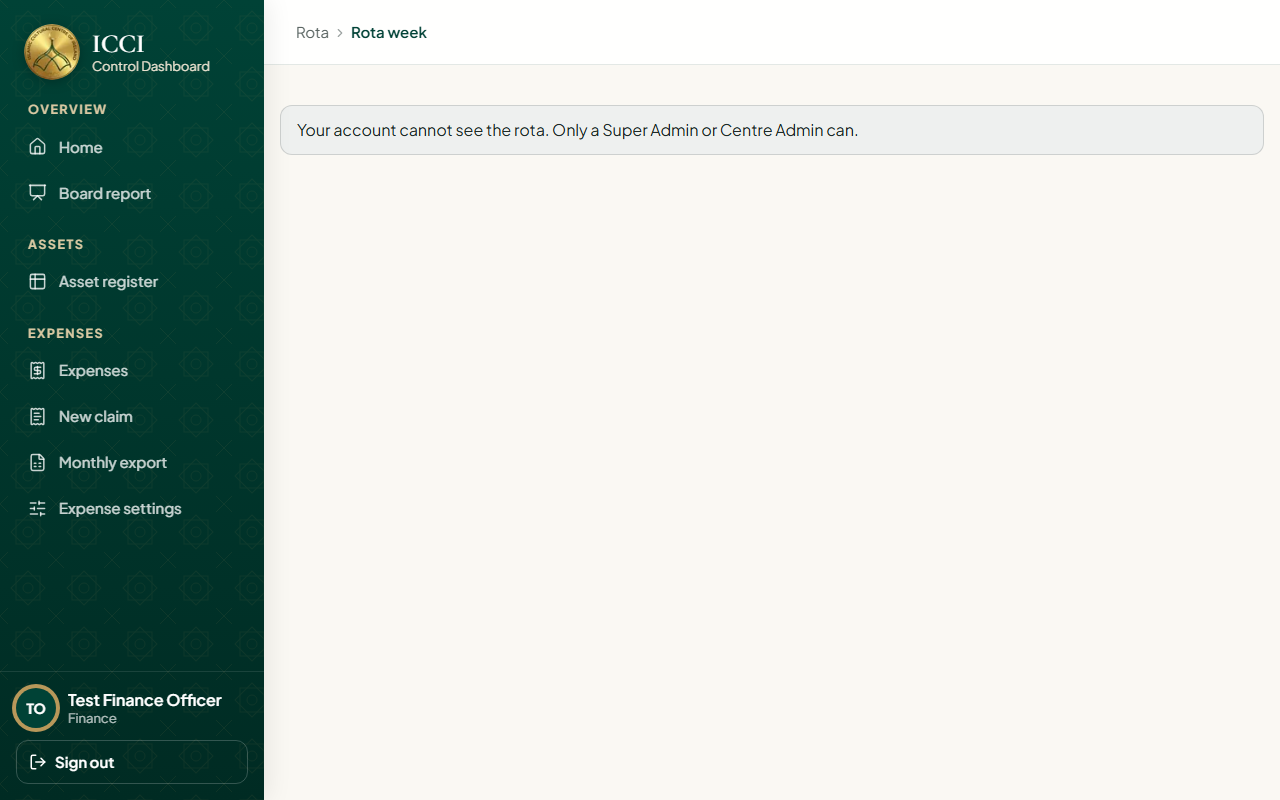 ICCI
Control Dashboard
OVERVIEW
Home
Board report
ASSETS
Asset register
EXPENSES
Expenses
New claim
Monthly export
Expense settings
TO
Test Finance Officer
Finance
Sign out
Rota > Rota week
Your account cannot see the rota. Only a Super Admin or Centre Admin can.